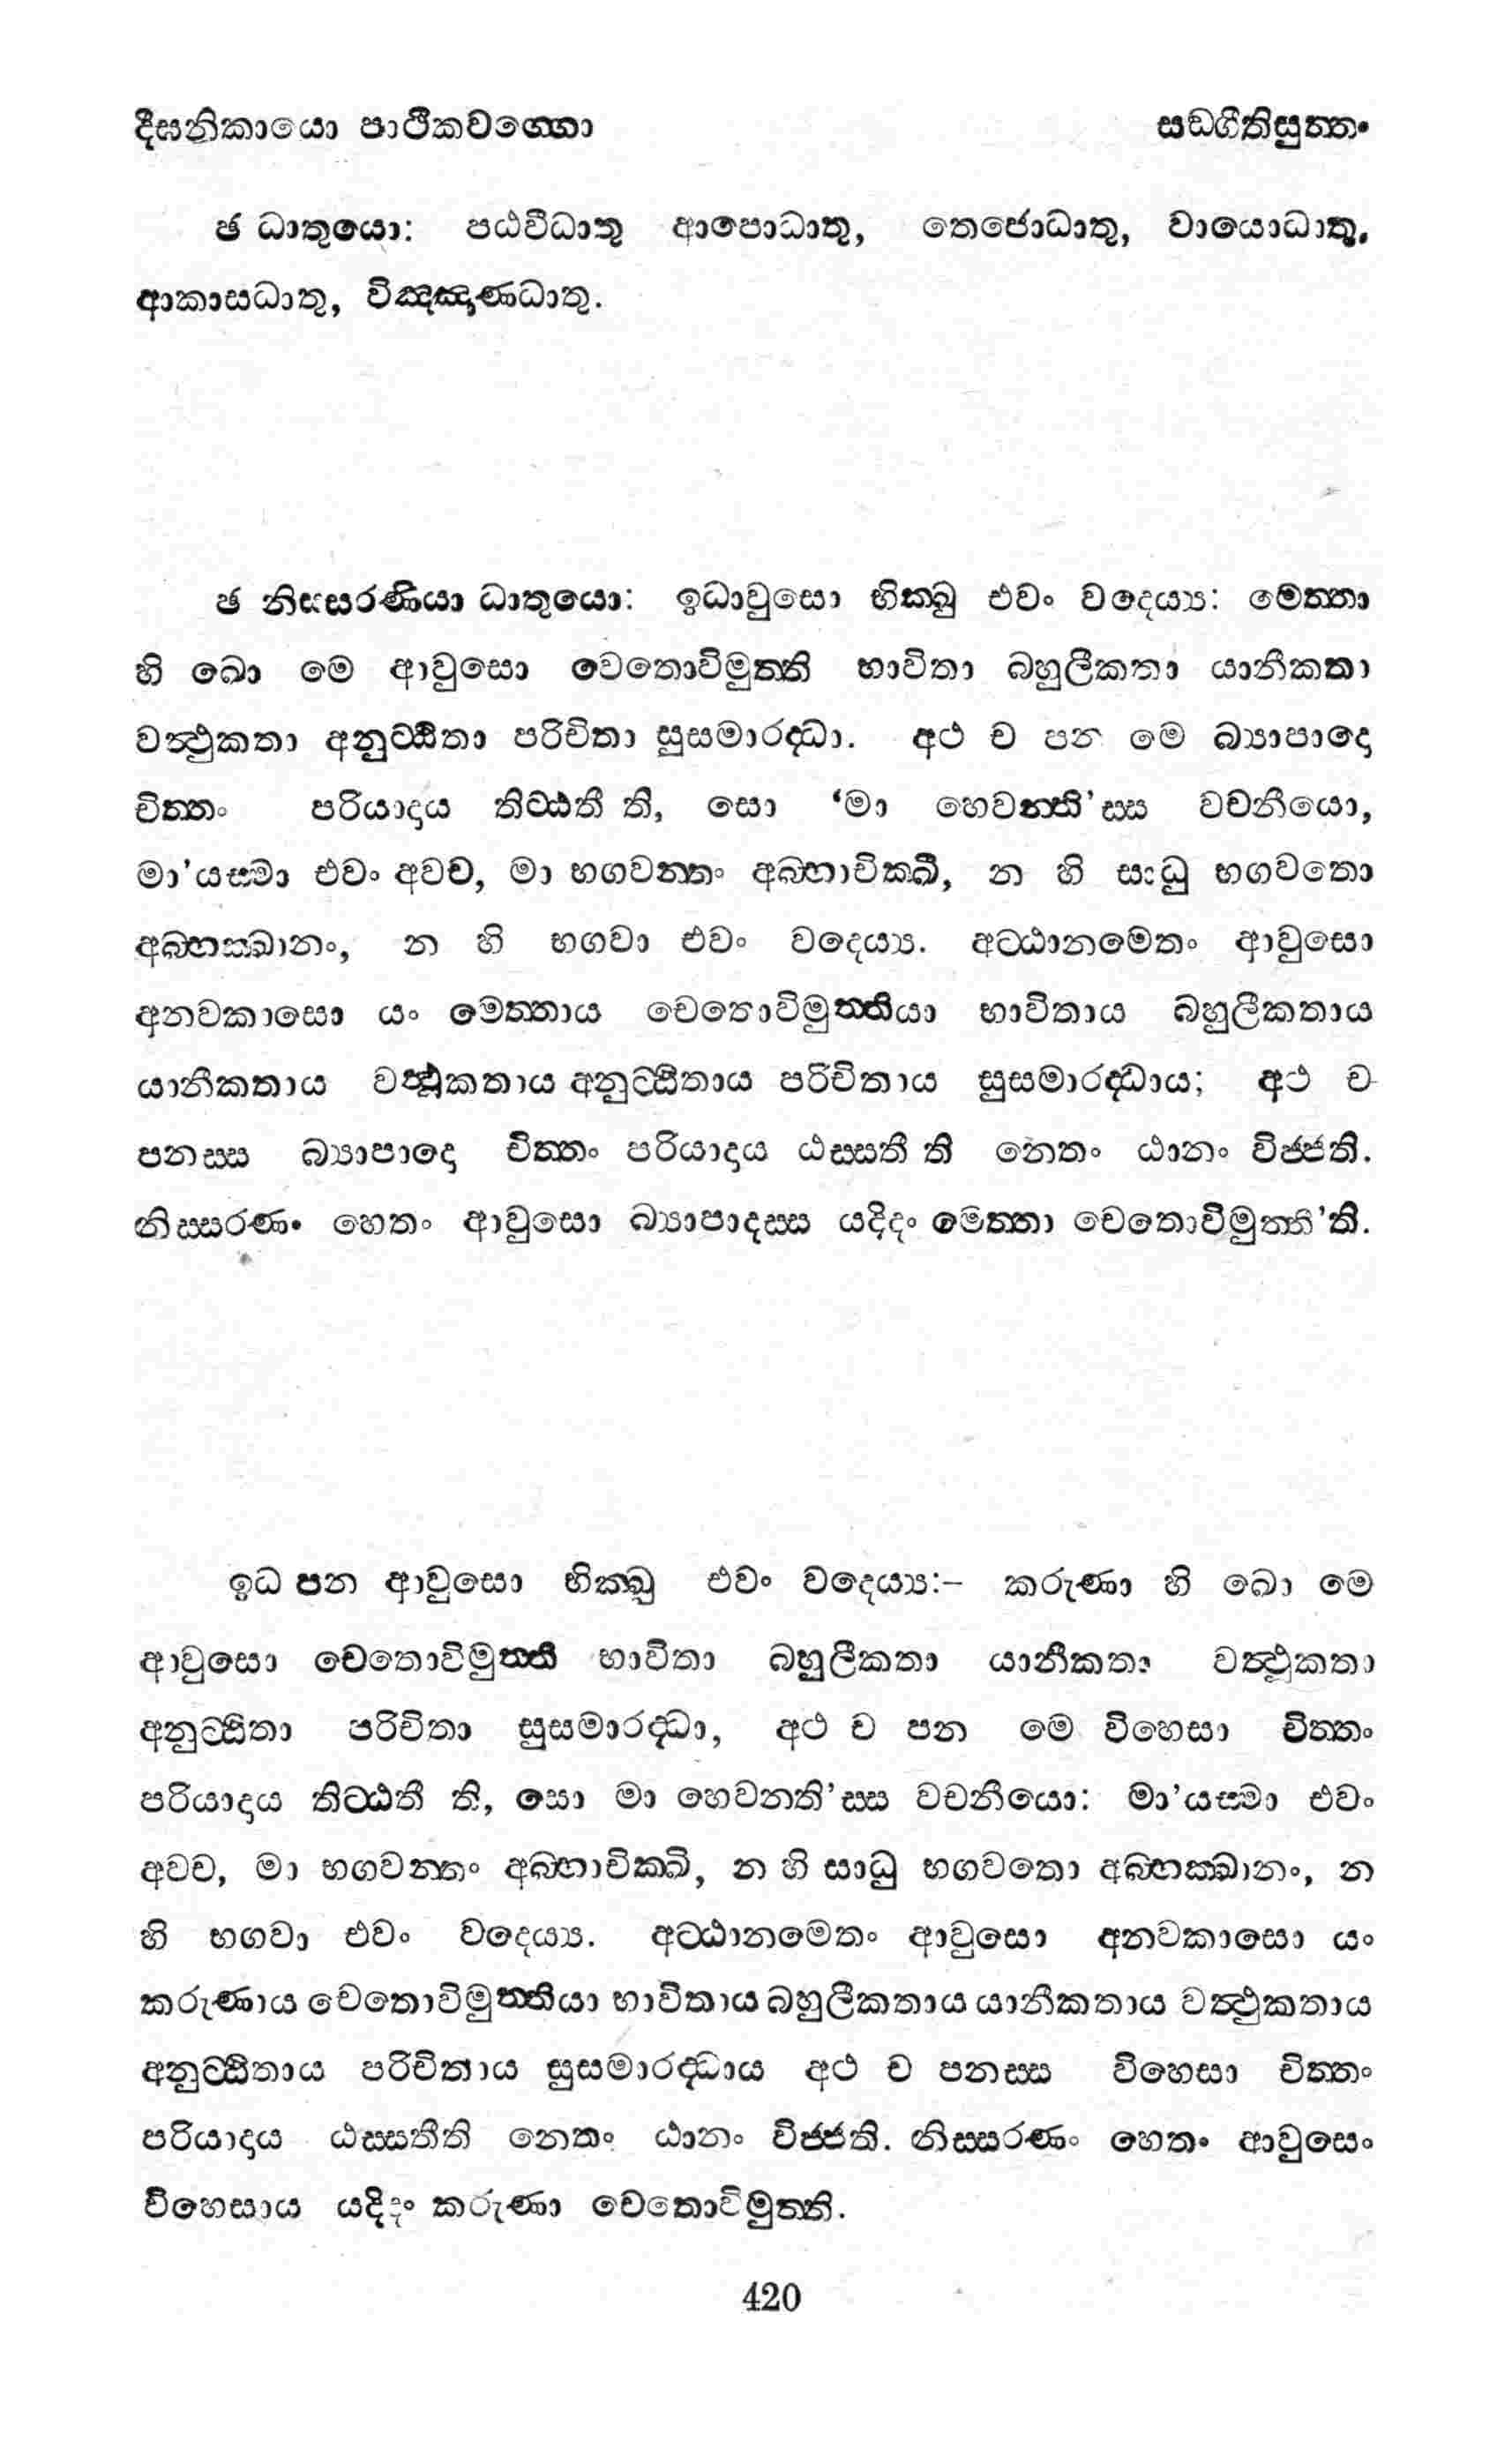 දීඝනිකායො පාථිකවග්ගො සඞගීතිසුත්තං
ඡ ධාතුයො: පඨවීධාතු ආපොධාතු, තෙජොධාතු, වායොධාතු,
ආකාසධාතු, විඤ්ඤාණධාතු.
ඡ නිස්සරණියා ධාතුයො: ඉධාවුසො භික්ඛු එවං වදෙය්‍ය: මෙත්තා
හි ඛො මෙ ආවුසො චෙතොවිමුත්ති භාවිතා බහුලීකතා යානීකතා
වත්ථුකතා අනුට්ඨිතා පරිචිතා සුසමාරද්ධා. අථ ච පන මෙ බ්‍යාපාදො
චිත්තං පරියාදාය තිට්ඨතී ති, සො ‘මා හෙවන්ති’ස්ස වචනීයො,
මා’යස්මා එවං අවච, මා භගවන්තං අබ්භාචික්ඛී, න හි සාධු භගවතො
අබ්භක්ඛානං, න හි භගවා එවං වදෙය්‍ය. අට්ඨානමෙතං ආවුසො
අනවකාසො යං මෙත්තාය චෙතොවිමුත්තියා භාවිතාය බහුලීකතාය
යානීකතාය වත්ථුකතාය අනුට්ඨිතාය පරිචිතාය සුසමාරද්ධාය; අථ ච
පනස්ස බ්‍යාපාදො චිත්තං පරියාදාය ඨස්සතී ති නෙතං ඨානං විජ්ජති.
නිස්සරණං හෙතං ආවුසො බ්‍යාපාදස්ස යදිදං මෙත්තා චෙතොවිමුත්ති’ති.
ඉධ පන ආවුසො භික්ඛු එවං වදෙය්‍ය:– කරුණා හි ඛො මෙ
ආවුසො චෙතොවිමුත්ති භාවිතා බහුලීකතා යානීකතා වත්ථුකතා
අනුට්ඨිතා පරිචිතා සුසමාරද්ධා, අථ ච පන මෙ විහෙසා චිත්තං
පරියාදාය තිට්ඨතී ති, සො මා හෙවනති’ස්ස වචනීයො: මා’යස්මා එවං
අවච, මා භගවන්තං අබ්භාචික්ඛි, න හි සාධු භගවතො අබ්භක්ඛානං, න
හි භගවා එවං වදෙය්‍ය. අට්ඨානමෙතං ආවුසො අනවකාසො යං
කරුණාය චෙතොවිමුත්තියා භාවිතාය බහුලීකතාය යානීකතාය වත්ථුකතාය
අනුට්ඨිතාය පරිචිතාය සුසමාරද්ධාය අථ ච පනස්ස විහෙසා චිත්තං
පරියාදාය ඨස්සතීති නෙතං ඨානං විජ්ජති. නිස්සරණං හෙතං ආවුසො
විහෙසාය යදිදං කරුණා චෙතොවිමුත්ති.
420